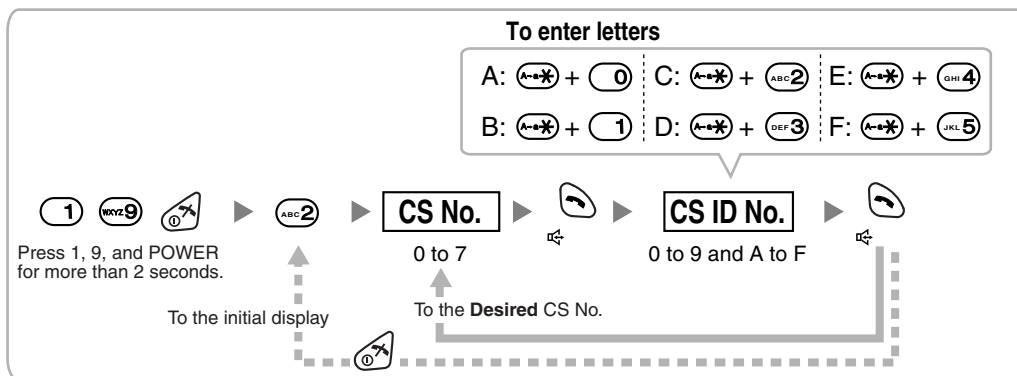 To enter letters
A: A→a✱ + 0 C: A→a✱ + ABC2 E: A→a✱ + GHI4
B: A→a✱ + 1 D: A→a✱ + DEF3 F: A→a✱ + JKL5
1 WXYZ9 ABC2 CS No. CS ID No.
Press 1, 9, and POWER
for more than 2 seconds.
0 to 7
0 to 9 and A to F
To the initial display
To the Desired CS No.